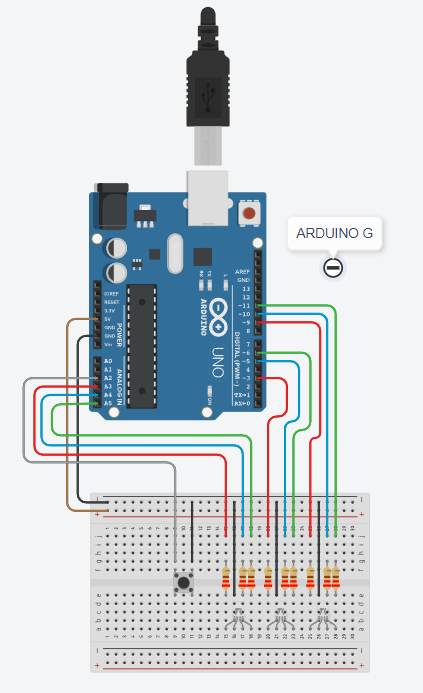 ARDUINO G
AREF
GND
13
12
~11
~10
~9
8
7
~6
~5
4
~3
2
TX→1
RX←0
DIGITAL (PWM~)
IOREF
RESET
3.3V
5V
GND
GND
Vin
POWER
A0
A1
A2
A3
A4
A5
ANALOG IN
TX
RX
L
ON
ARDUINO
UNO
j
i
h
g
f
e
d
c
b
a